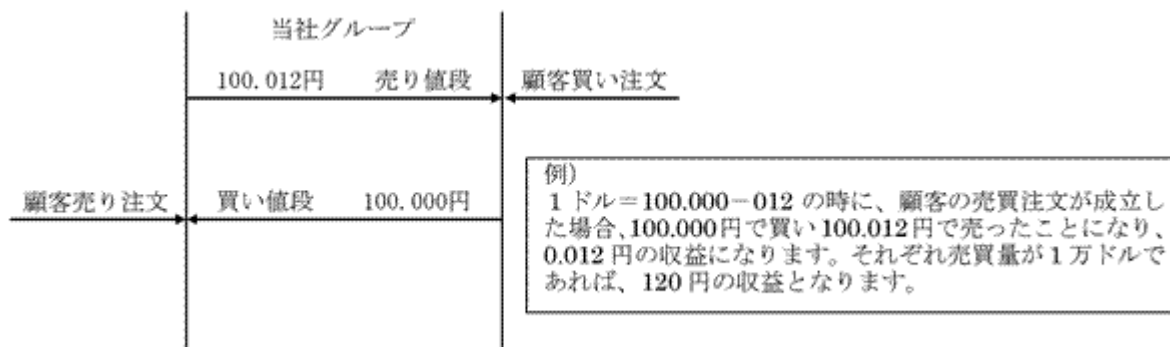 当社グループ
100.012円 売り値段 顧客買い注文
顧客売り注文 買い値段 100.000円
例)
1ドル=100.000-012の時に、顧客の売買注文が成立し
た場合、100.000円で買い100.012円で売ったことになり、
0.012円の収益になります。それぞれ売買量が1万ドルで
あれば、120円の収益となります。